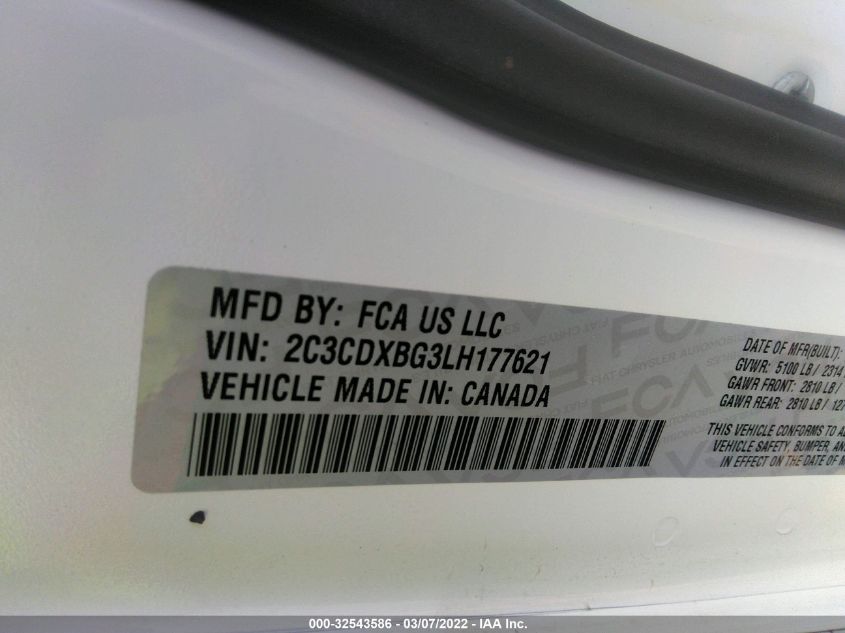 MFD BY: FCA US LLC
VIN: 2C3CDXBG3LH177621
VEHICLE MADE IN: CANADA
DATE OF MFR(BUILT):
GVWR: 5100 LB / 2314
GAWR FRONT: 2810 LB /
GAWR REAR: 2810 LB / 127
THIS VEHICLE CONFORMS TO
VEHICLE SAFETY, BUMPER,
IN EFFECT ON THE DATE OF
000-32543586 - 03/07/2022 - IAA Inc.